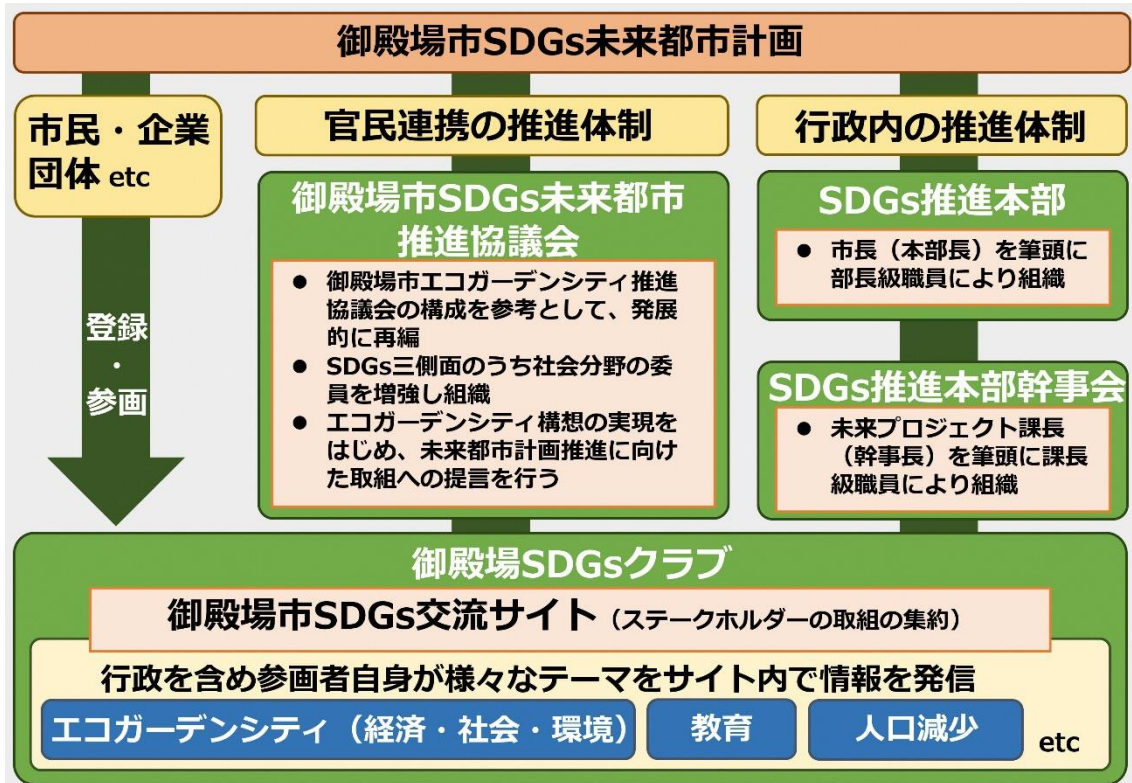 御殿場市SDGs未来都市計画
市民・企業
団体 etc
登録
・
参画
官民連携の推進体制
御殿場市SDGs未来都市
推進協議会
● 御殿場市エコガーデンシティ推進
協議会の構成を参考として、発展
的に再編
● SDGs三側面のうち社会分野の委
員を増強し組織
● エコガーデンシティ構想の実現を
はじめ、未来都市計画推進に向
けた取組への提言を行う
行政内の推進体制
SDGs推進本部
● 市長（本部長）を筆頭に
部長級職員により組織
SDGs推進本部幹事会
● 未来プロジェクト課長
（幹事長）を筆頭に課長
級職員により組織
御殿場SDGsクラブ
御殿場市SDGs交流サイト（ステークホルダーの取組の集約）
行政を含め参画者自身が様々なテーマをサイト内で情報を発信
エコガーデンシティ（経済・社会・環境）
教育
人口減少
etc